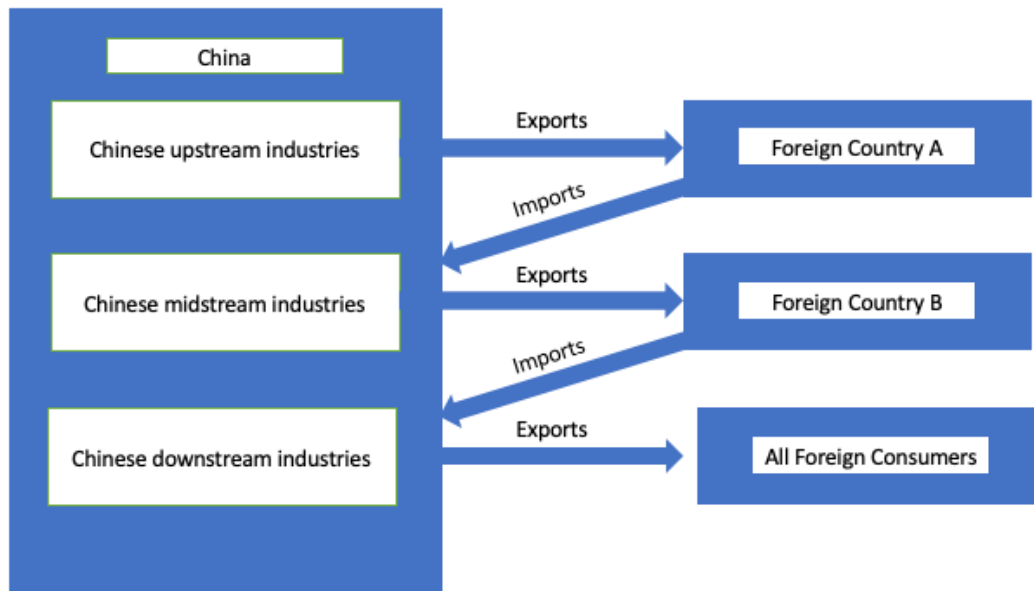 China
Chinese upstream industries
Exports
Foreign Country A
Imports
Chinese midstream industries
Exports
Foreign Country B
Imports
Chinese downstream industries
Exports
All Foreign Consumers